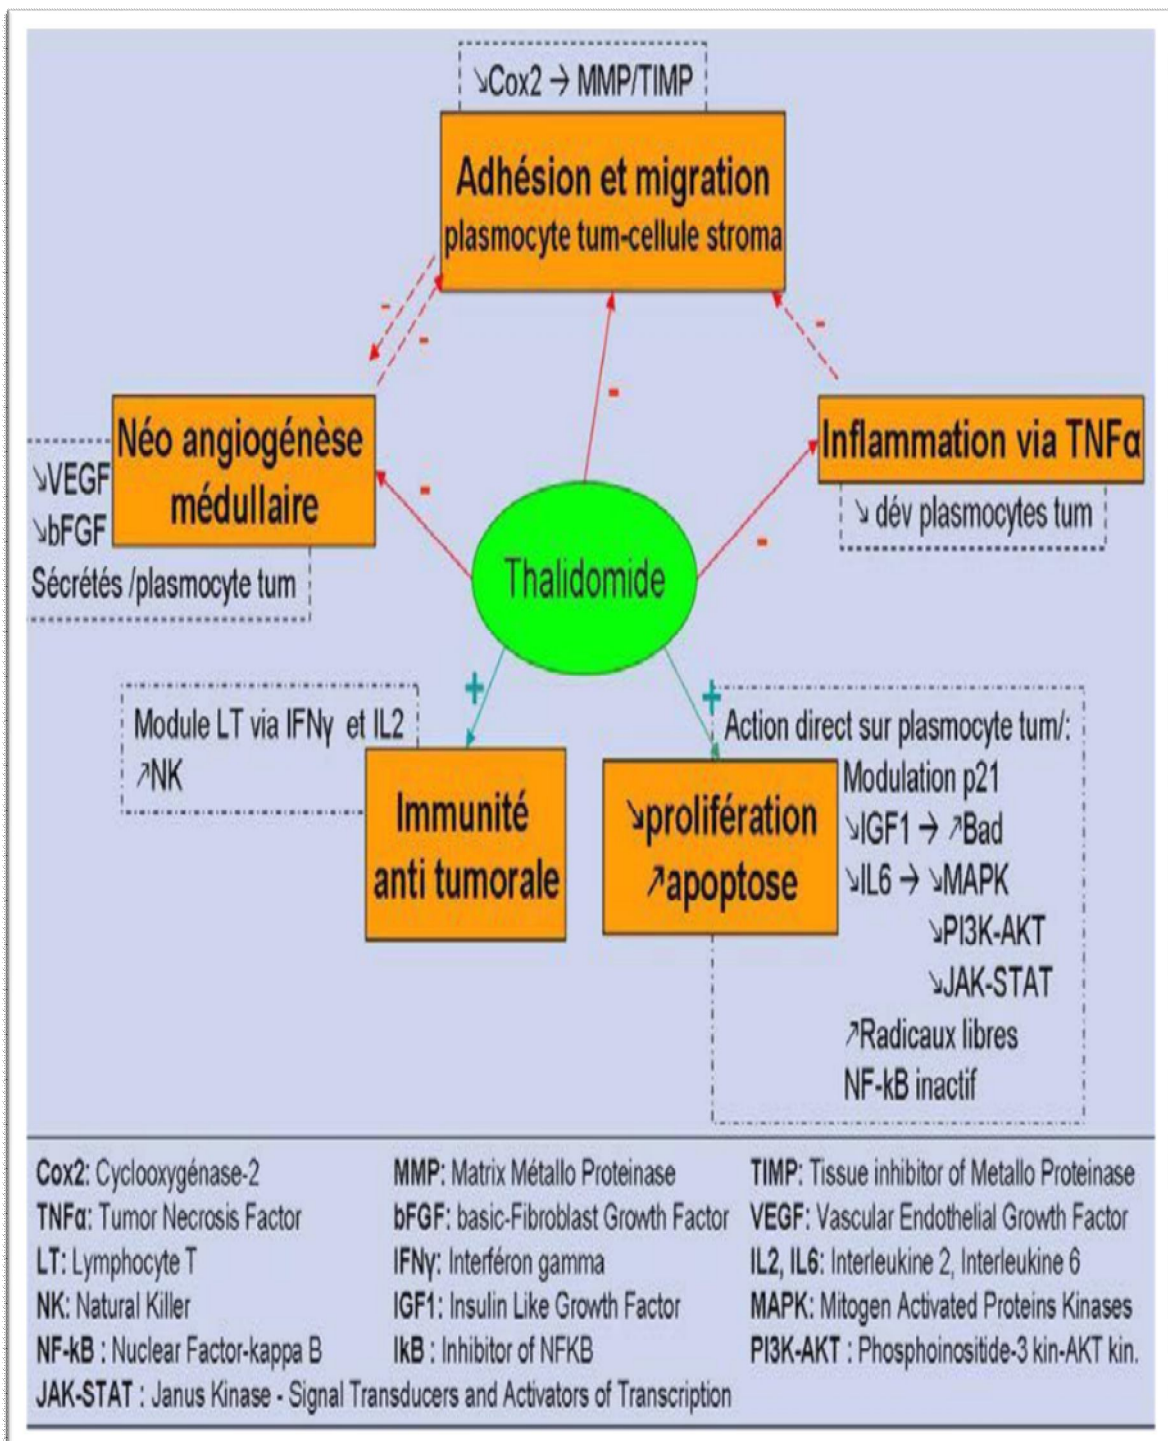 ↘Cox2 → MMP/TIMP
Adhésion et migration
plasmocyte tum-cellule stroma
-
-
-
-
Néo angiogénèse
médullaire
↘VEGF
↘bFGF
Sécrétés /plasmocyte tum
-
Inflammation via TNFα
↘ dév plasmocytes tum
-
Thalidomide
+
+
Module LT via IFNγ et IL2
↗NK
Immunité
anti tumorale
↘prolifération
↗apoptose
Action direct sur plasmocyte tum/:
Modulation p21
↘IGF1 → ↗Bad
↘IL6 → ↘MAPK
↘PI3K-AKT
↘JAK-STAT
↗Radicaux libres
NF-kB inactif
Cox2: Cyclooxygénase-2 MMP: Matrix Métallo Proteinase TIMP: Tissue inhibitor of Metallo Proteinase
TNFα: Tumor Necrosis Factor bFGF: basic-Fibroblast Growth Factor VEGF: Vascular Endothelial Growth Factor
LT: Lymphocyte T IFNγ: Interféron gamma IL2, IL6: Interleukine 2, Interleukine 6
NK: Natural Killer IGF1: Insulin Like Growth Factor MAPK: Mitogen Activated Proteins Kinases
NF-kB : Nuclear Factor-kappa B IkB : Inhibitor of NFKB PI3K-AKT : Phosphoinositide-3 kin-AKT kin.
JAK-STAT : Janus Kinase - Signal Transducers and Activators of Transcription